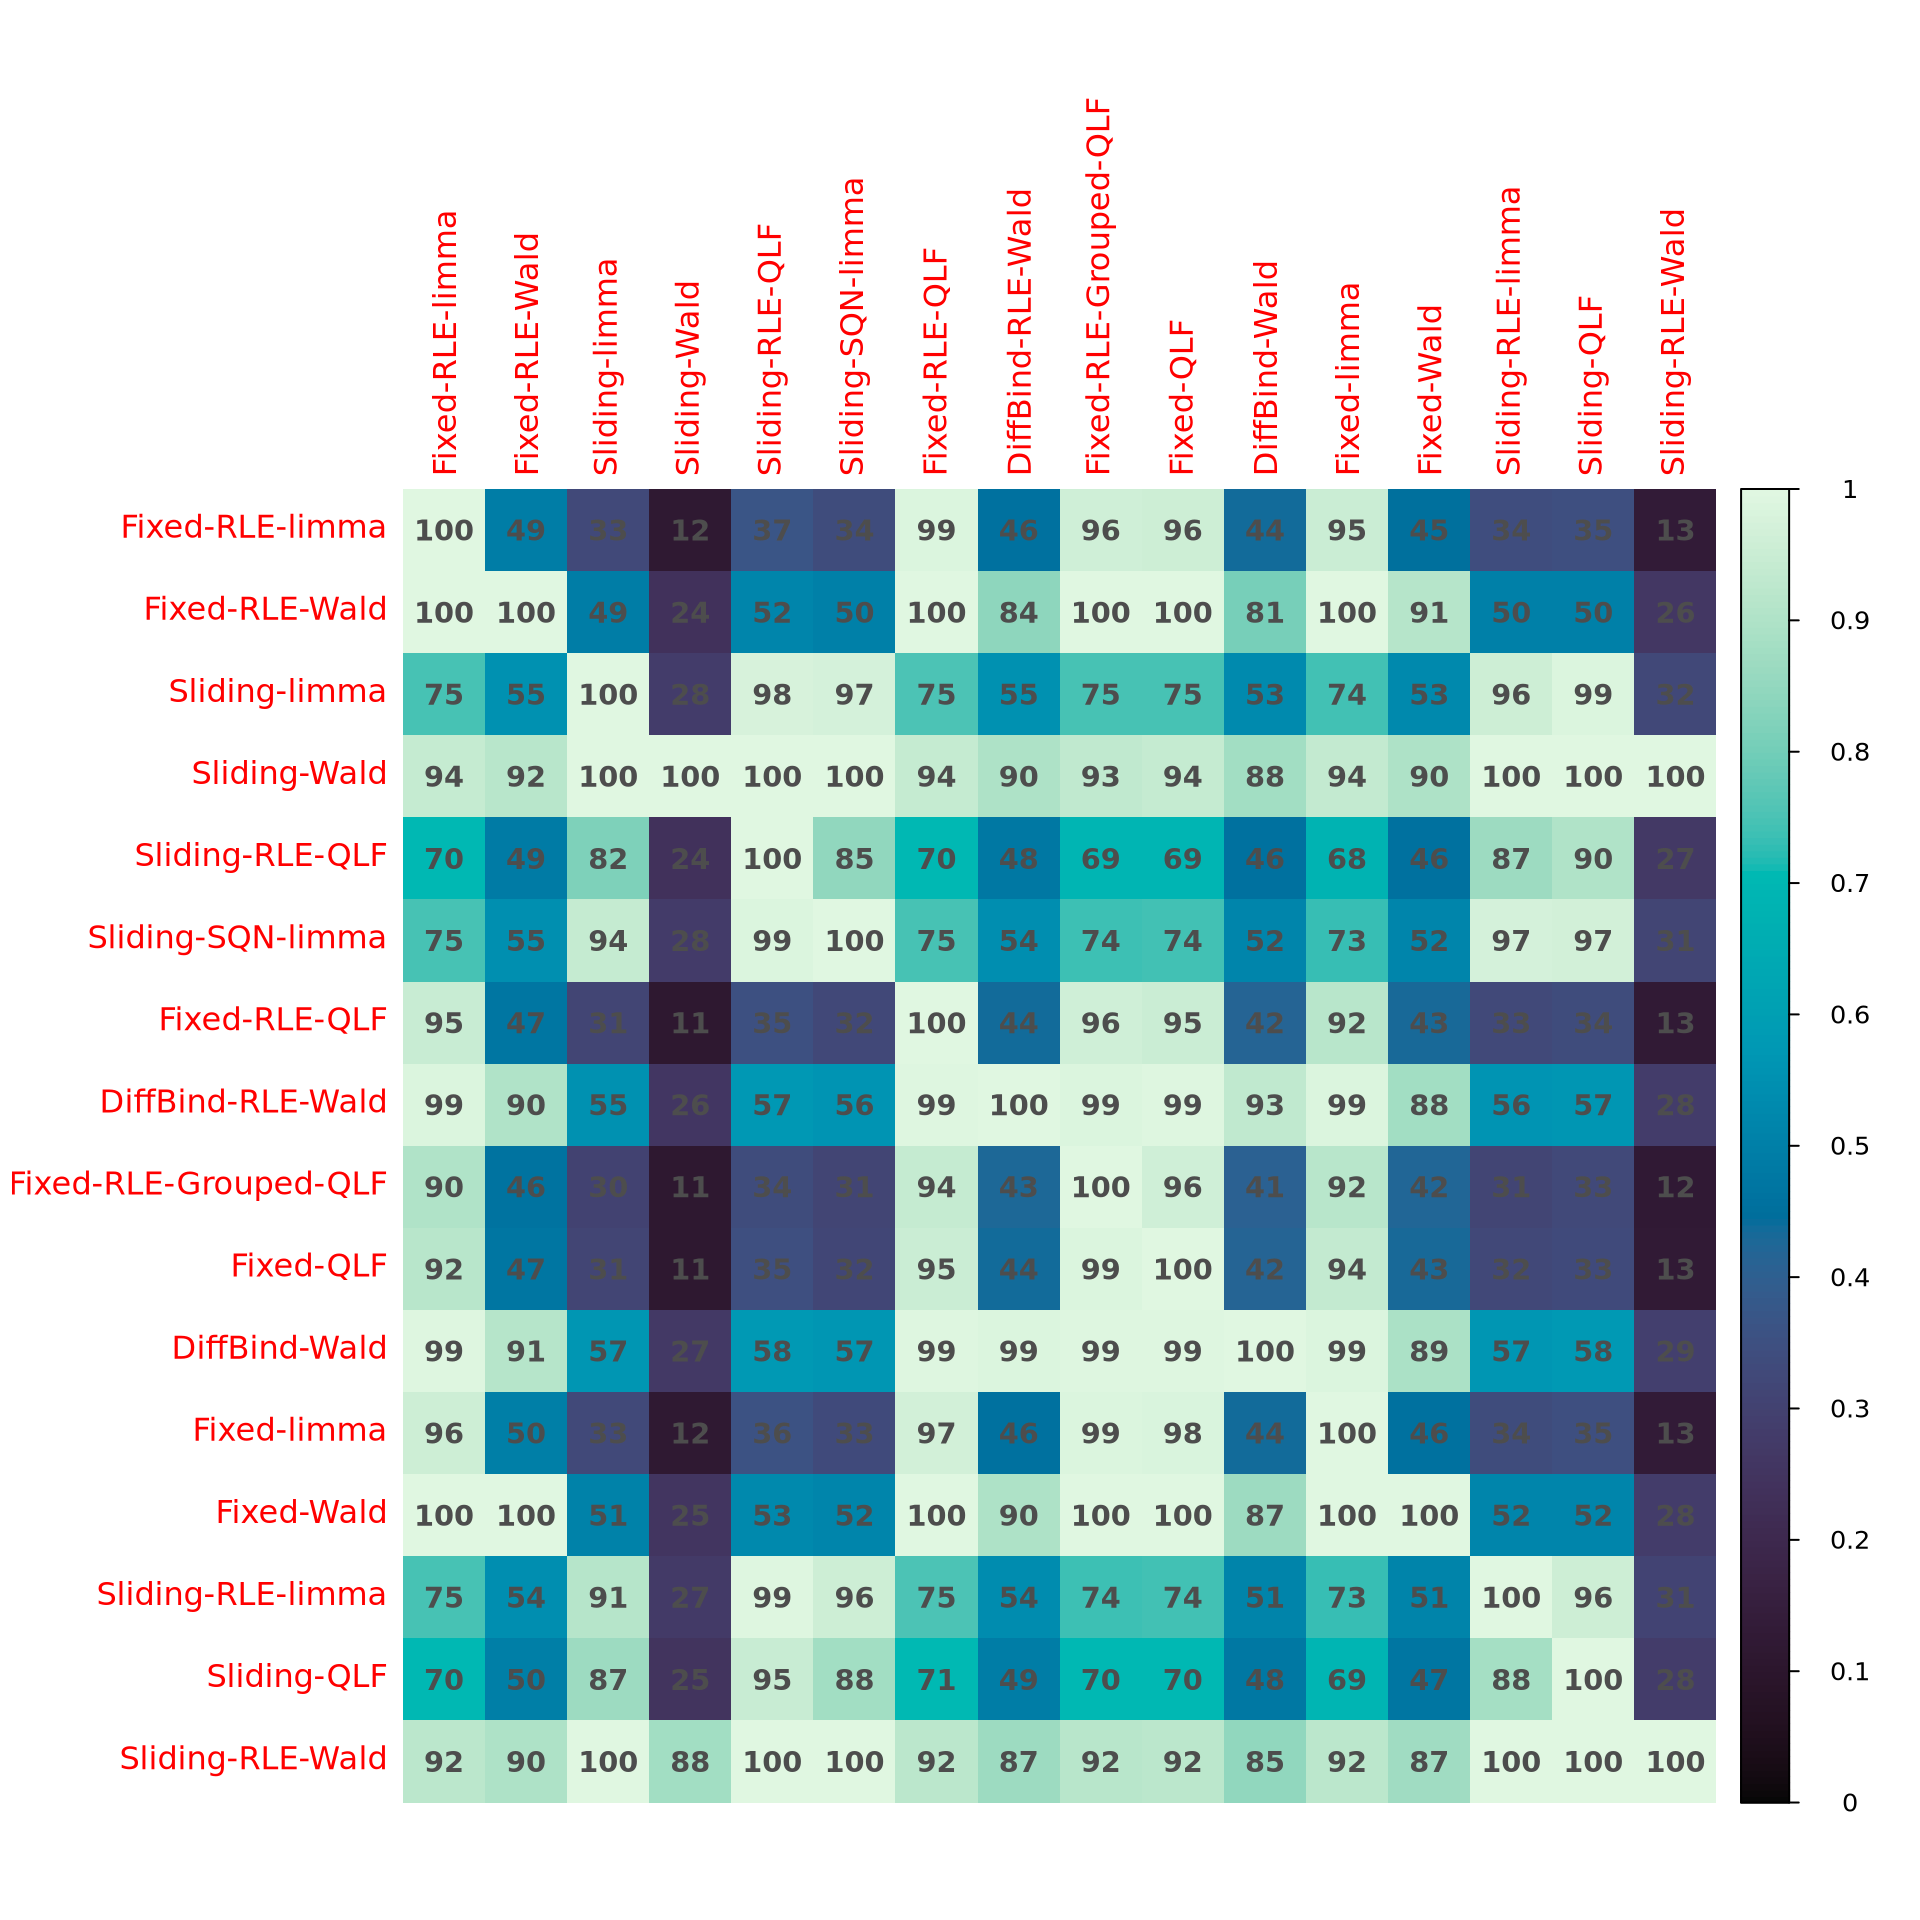 Fixed-RLE-limma
Fixed-RLE-Wald
Sliding-limma
Sliding-Wald
Sliding-RLE-QLF
Sliding-SQN-limma
Fixed-RLE-QLF
DiffBind-RLE-Wald
Fixed-RLE-Grouped-QLF
Fixed-QLF
DiffBind-Wald
Fixed-limma
Fixed-Wald
Sliding-RLE-limma
Sliding-QLF
Sliding-RLE-Wald
Fixed-RLE-limma 100 49 33 12 37 34 99 46 96 96 44 95 45 34 35 13
Fixed-RLE-Wald 100 100 49 24 52 50 100 84 100 100 81 100 91 50 50 26
Sliding-limma 75 55 100 28 98 97 75 55 75 75 53 74 53 96 99 32
Sliding-Wald 94 92 100 100 100 100 94 90 93 94 88 94 90 100 100 100
Sliding-RLE-QLF 70 49 82 24 100 85 70 48 69 69 46 68 46 87 90 27
Sliding-SQN-limma 75 55 94 28 99 100 75 54 74 74 52 73 52 97 97 31
Fixed-RLE-QLF 95 47 31 11 35 32 100 44 96 95 42 92 43 33 34 13
DiffBind-RLE-Wald 99 90 55 26 57 56 99 100 99 99 93 99 88 56 57 28
Fixed-RLE-Grouped-QLF 90 46 30 11 34 31 94 43 100 96 41 92 42 31 33 12
Fixed-QLF 92 47 31 11 35 32 95 44 99 100 42 94 43 32 33 13
DiffBind-Wald 99 91 57 27 58 57 99 99 99 99 100 99 89 57 58 29
Fixed-limma 96 50 33 12 36 33 97 46 99 98 44 100 46 34 35 13
Fixed-Wald 100 100 51 25 53 52 100 90 100 100 87 100 100 52 52 28
Sliding-RLE-limma 75 54 91 27 99 96 75 54 74 74 51 73 51 100 96 31
Sliding-QLF 70 50 87 25 95 88 71 49 70 70 48 69 47 88 100 28
Sliding-RLE-Wald 92 90 100 88 100 100 92 87 92 92 85 92 87 100 100 100
1
0.9
0.8
0.7
0.6
0.5
0.4
0.3
0.2
0.1
0